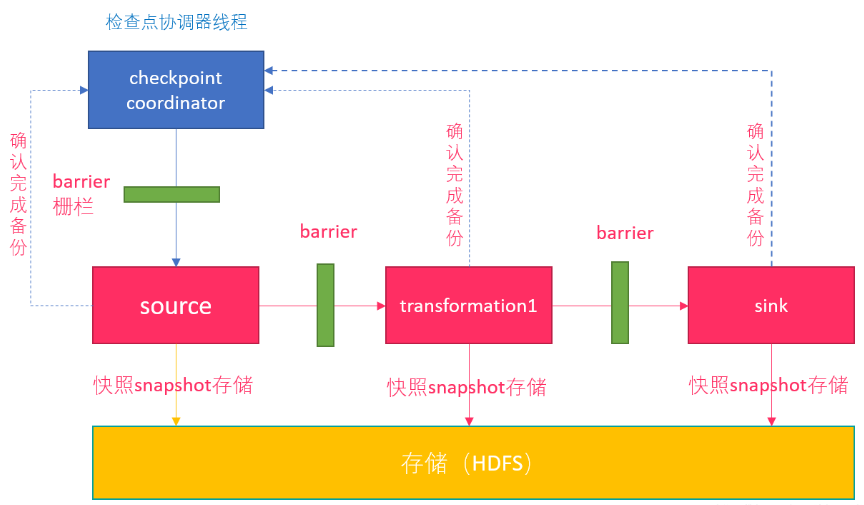 检查点协调器线程
checkpoint
coordinator
确认完成备份
barrier
栅栏
barrier
确认完成备份
barrier
确认完成备份
source
transformation1
sink
快照snapshot存储
快照snapshot存储
快照snapshot存储
存储（HDFS）